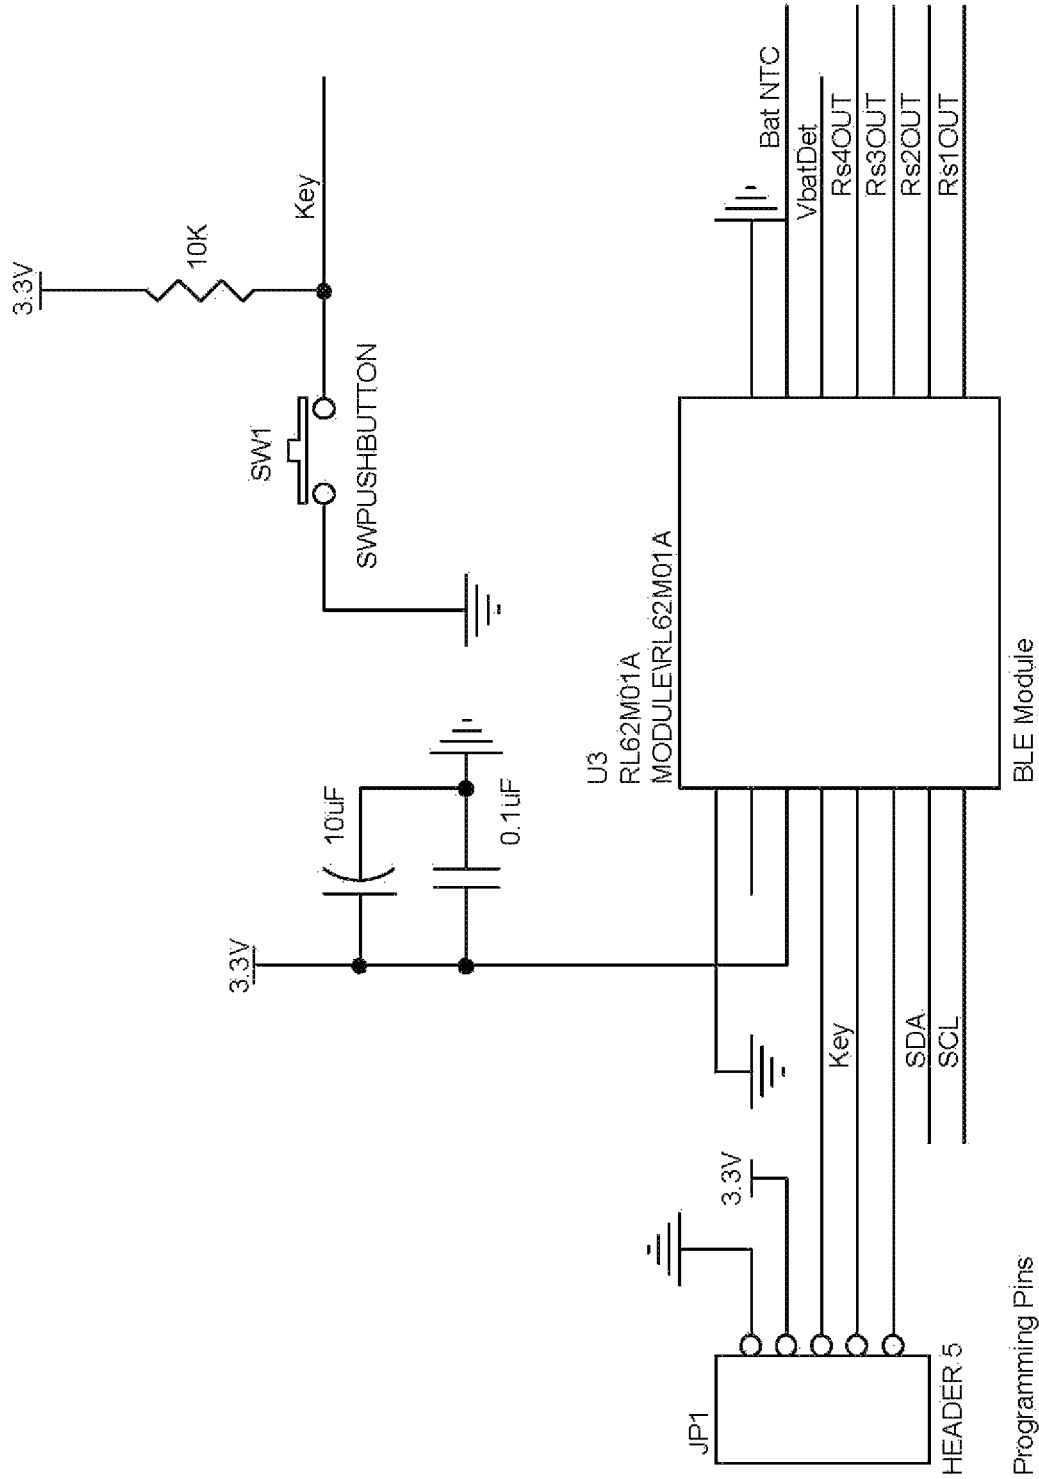 3.3V
10K
Key
SW1
SWPUSHBUTTON
3.3V
10uF
0.1uF
U3
RL62M01A
MODULE\RL62M01A
BLE Module
Bat NTC
VbatDet
Rs4OUT
Rs3OUT
Rs2OUT
Rs1OUT
Key
SDA
SCL
3.3V
JP1
HEADER 5
Programming Pins